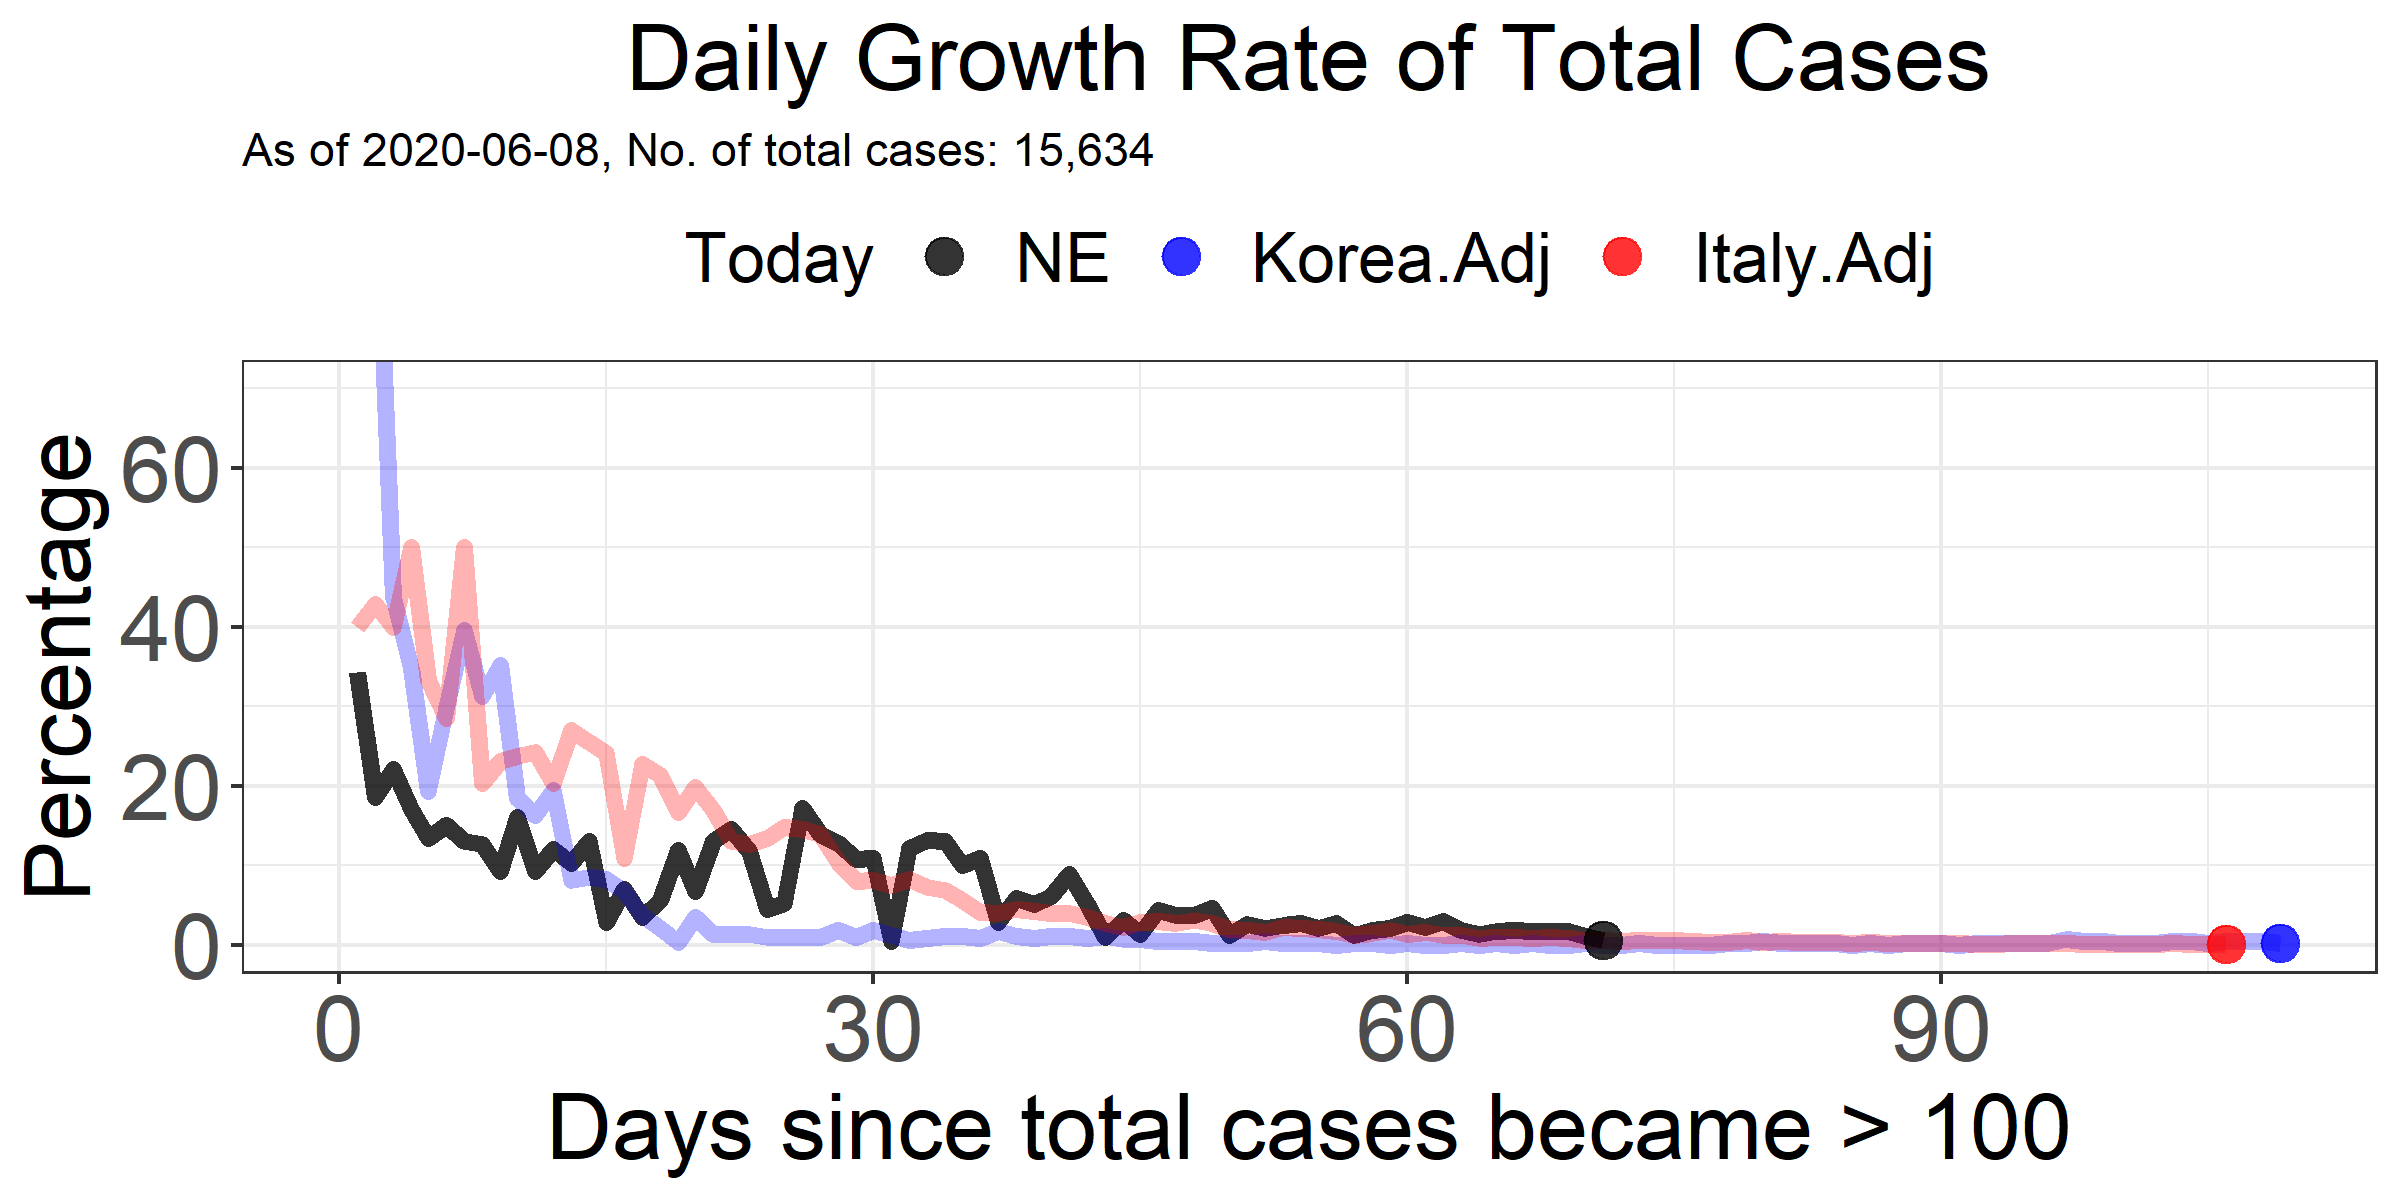 Daily Growth Rate of Total Cases
As of 2020-06-08, No. of total cases: 15,634
Today NE Korea.Adj Italy.Adj
Percentage
60
40
20
0
0 30 60 90
Days since total cases became > 100